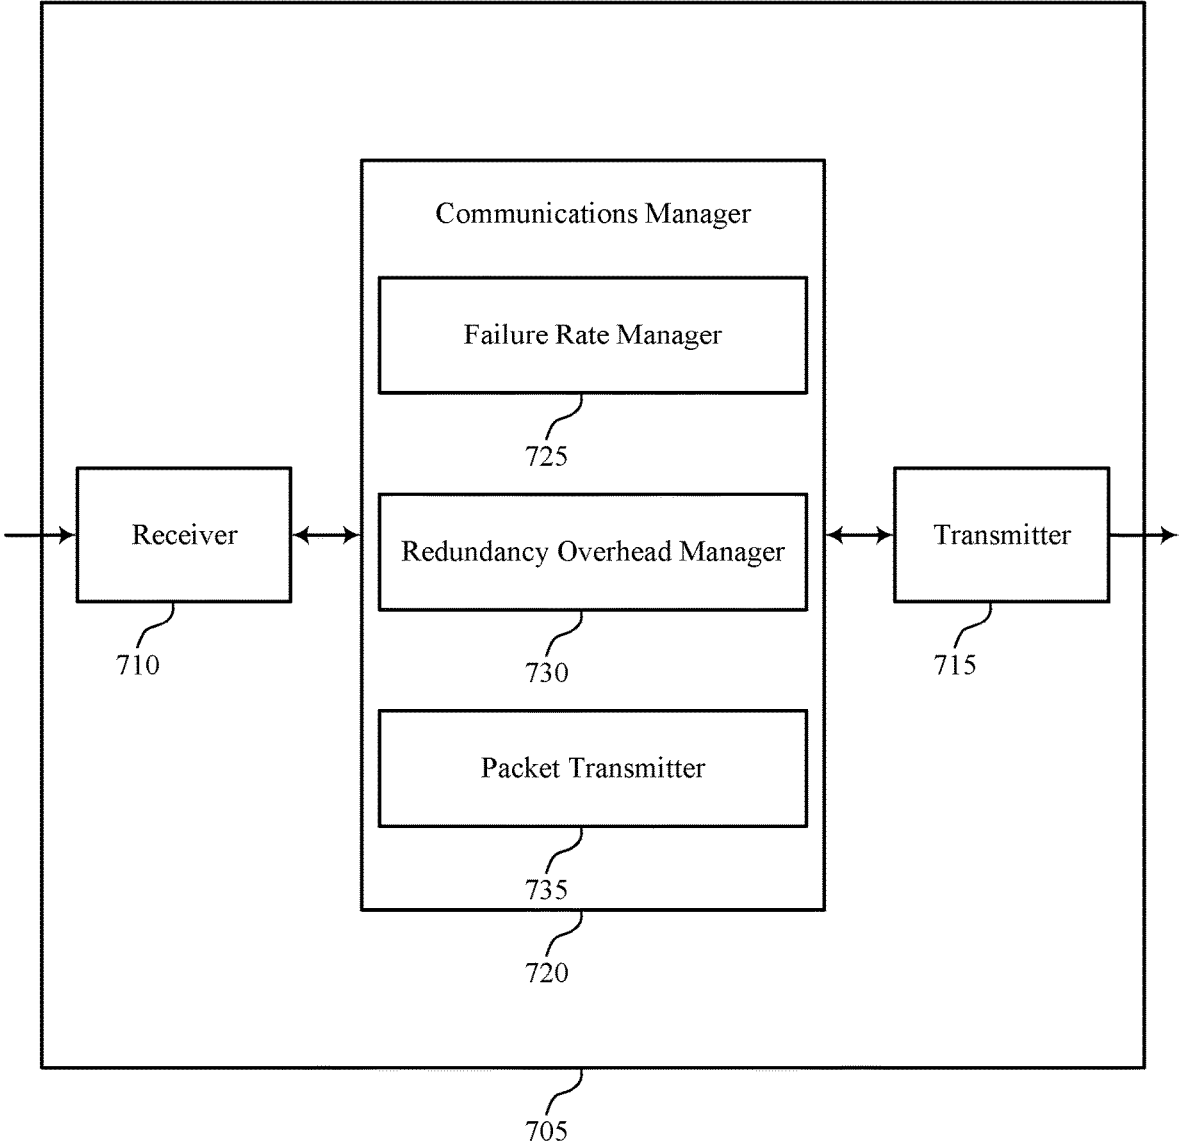 Communications Manager
Failure Rate Manager
725
Receiver
Redundancy Overhead Manager
Transmitter
710
730
715
Packet Transmitter
735
720
705